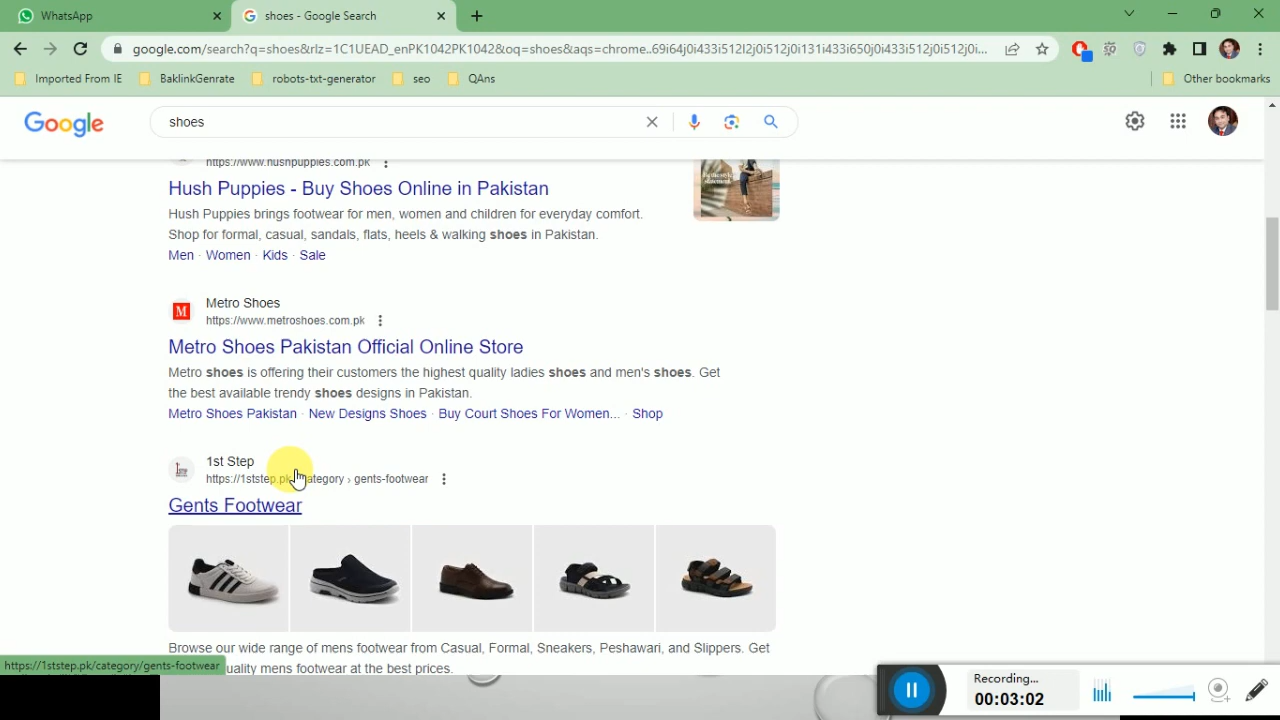 WhatsApp
shoes - Google Search
google.com/search?q=shoes&rlz=1C1UEAD_enPK1042PK1042&oq=shoes&aqs=chrome..69i64j0i433i512l2j0i512j0i131i433i650j0i433i512j0i512j0i...
Imported From IE
BaklinkGenrate
robots-txt-generator
seo
QAns
Other bookmarks
Google
shoes
https://www.hushpuppies.com.pk
Hush Puppies - Buy Shoes Online in Pakistan
Hush Puppies brings footwear for men, women and children for everyday comfort.
Shop for formal, casual, sandals, flats, heels & walking shoes in Pakistan.
Men · Women · Kids · Sale
M
Metro Shoes
https://www.metroshoes.com.pk
Metro Shoes Pakistan Official Online Store
Metro shoes is offering their customers the highest quality ladies shoes and men's shoes. Get
the best available trendy shoes designs in Pakistan.
Metro Shoes Pakistan · New Designs Shoes · Buy Court Shoes For Women... · Shop
1st Step
https://1ststep.pk › category › gents-footwear
Gents Footwear
Browse our wide range of mens footwear from Casual, Formal, Sneakers, Peshawari, and Slippers. Get
uality mens footwear at the best prices.
https://1ststep.pk/category/gents-footwear
Recording...
00:03:02